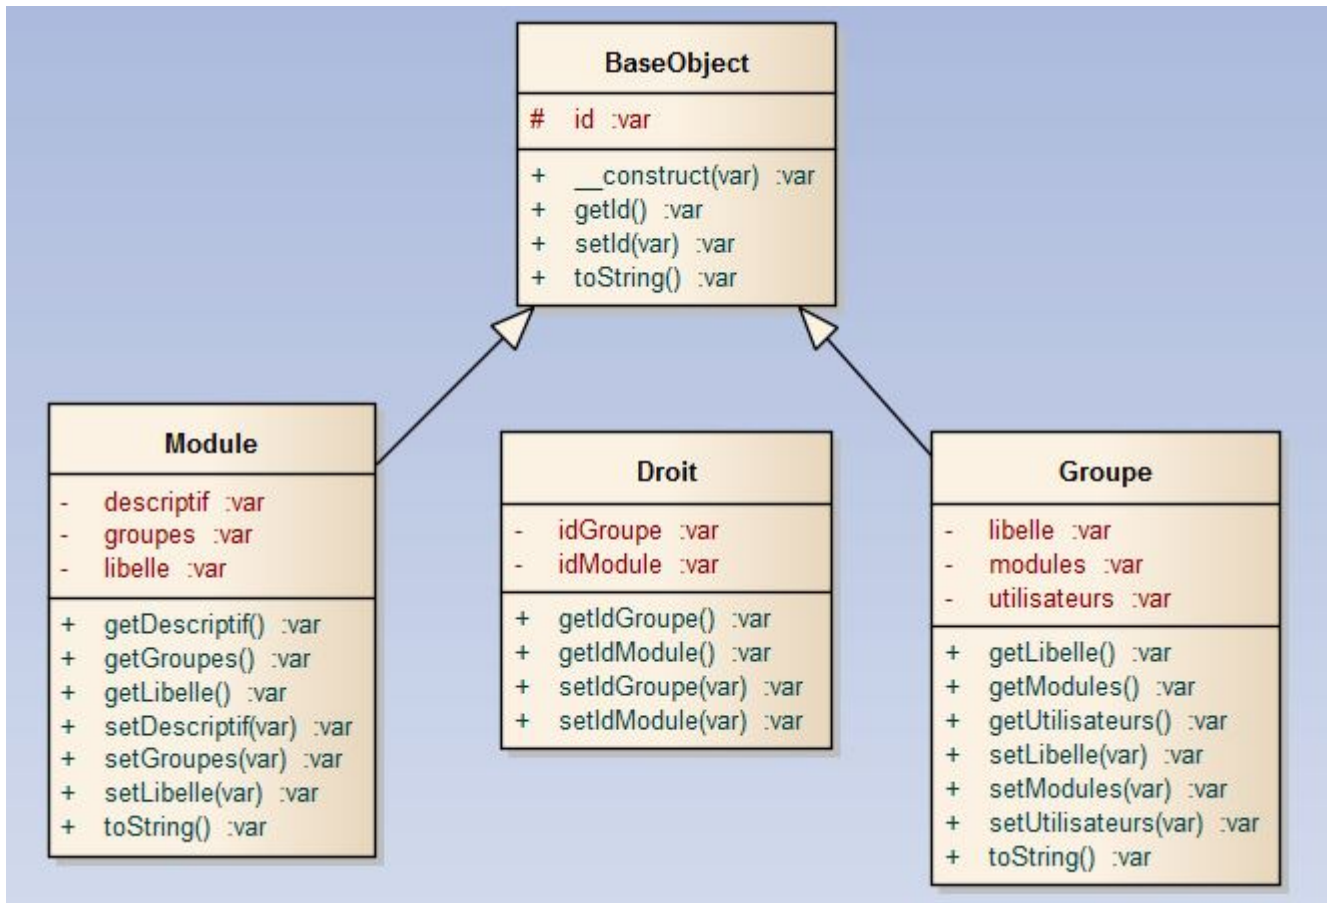 BaseObject
# id :var
+ __construct(var) :var
+ getId() :var
+ setId(var) :var
+ toString() :var
Module
- descriptif :var
- groupes :var
- libelle :var
+ getDescriptif() :var
+ getGroupes() :var
+ getLibelle() :var
+ setDescriptif(var) :var
+ setGroupes(var) :var
+ setLibelle(var) :var
+ toString() :var
Droit
- idGroupe :var
- idModule :var
+ getIdGroupe() :var
+ getIdModule() :var
+ setIdGroupe(var) :var
+ setIdModule(var) :var
Groupe
- libelle :var
- modules :var
- utilisateurs :var
+ getLibelle() :var
+ getModules() :var
+ getUtilisateurs() :var
+ setLibelle(var) :var
+ setModules(var) :var
+ setUtilisateurs(var) :var
+ toString() :var